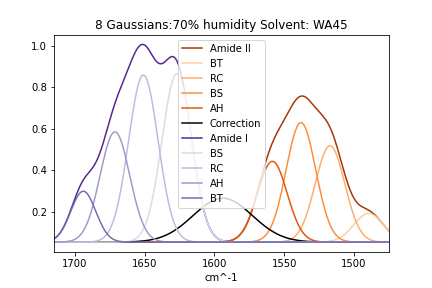 8 Gaussians:70% humidity Solvent: WA45
1.0
0.8
0.6
0.4
0.2
Amide II
BT
RC
BS
AH
Correction
Amide I
BS
RC
AH
BT
1700
1650
1600
1550
1500
cm^-1